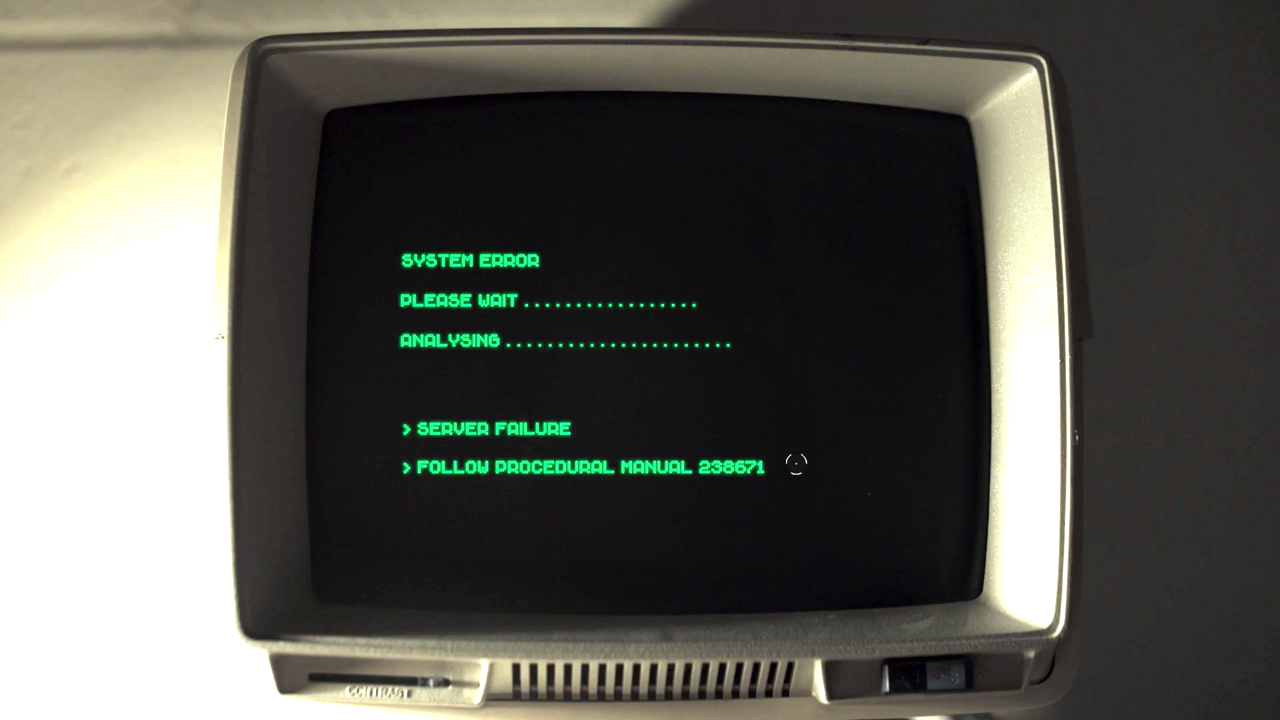 SYSTEM ERROR
PLEASE WAIT .................
ANALYSING ......................
> SERVER FAILURE
> FOLLOW PROCEDURAL MANUAL 238671
CONTRAST